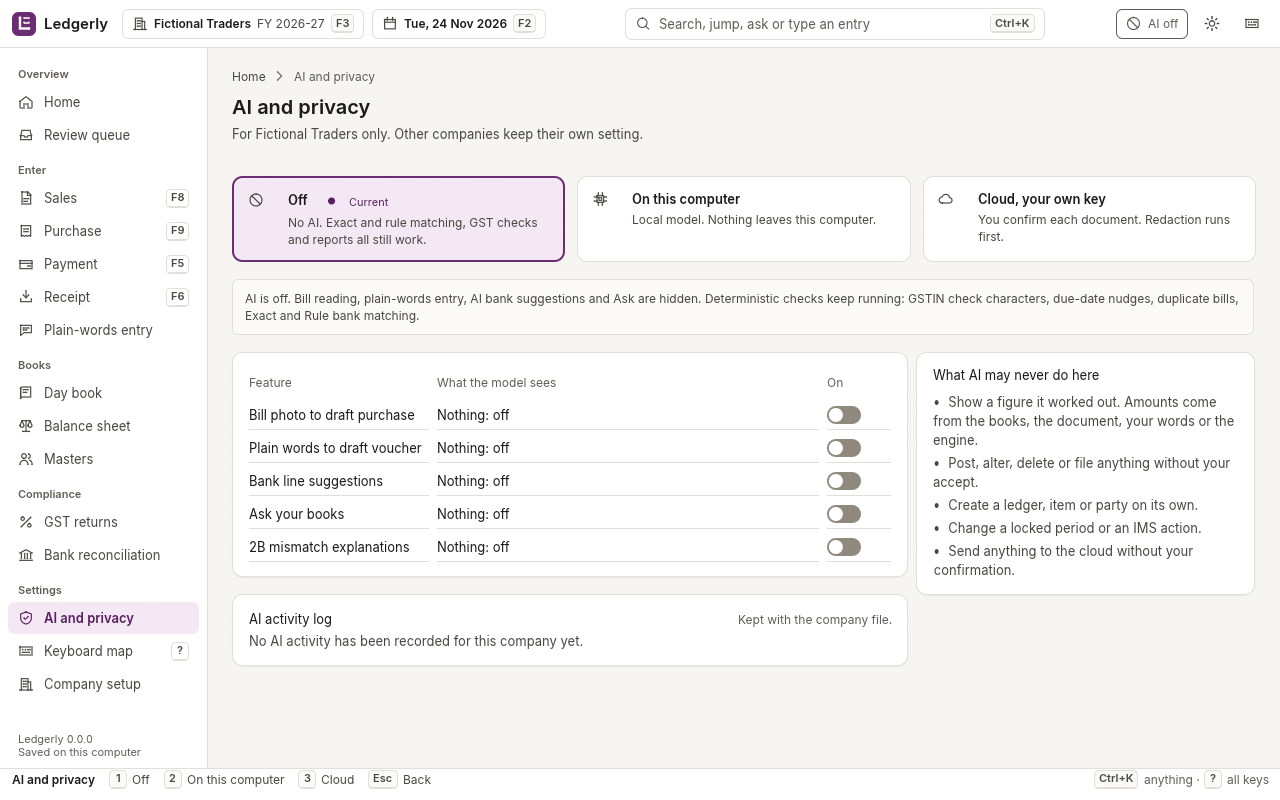 Ledgerly
Fictional Traders FY 2026-27 F3
Tue, 24 Nov 2026 F2
Search, jump, ask or type an entry Ctrl+K
AI off
Overview
Home
Review queue
Enter
Sales F8
Purchase F9
Payment F5
Receipt F6
Plain-words entry
Books
Day book
Balance sheet
Masters
Compliance
GST returns
Bank reconciliation
Settings
AI and privacy
Keyboard map ?
Company setup
Ledgerly 0.0.0
Saved on this computer
Home > AI and privacy
AI and privacy
For Fictional Traders only. Other companies keep their own setting.
Off • Current
No AI. Exact and rule matching, GST checks
and reports all still work.
On this computer
Local model. Nothing leaves this computer.
Cloud, your own key
You confirm each document. Redaction runs
first.
AI is off. Bill reading, plain-words entry, AI bank suggestions and Ask are hidden. Deterministic checks keep running: GSTIN check characters, due-date nudges, duplicate bills,
Exact and Rule bank matching.
Feature What the model sees On
Bill photo to draft purchase Nothing: off
Plain words to draft voucher Nothing: off
Bank line suggestions Nothing: off
Ask your books Nothing: off
2B mismatch explanations Nothing: off
What AI may never do here
• Show a figure it worked out. Amounts come
from the books, the document, your words or the
engine.
• Post, alter, delete or file anything without your
accept.
• Create a ledger, item or party on its own.
• Change a locked period or an IMS action.
• Send anything to the cloud without your
confirmation.
AI activity log Kept with the company file.
No AI activity has been recorded for this company yet.
AI and privacy 1 Off 2 On this computer 3 Cloud Esc Back
Ctrl+K anything · ? all keys